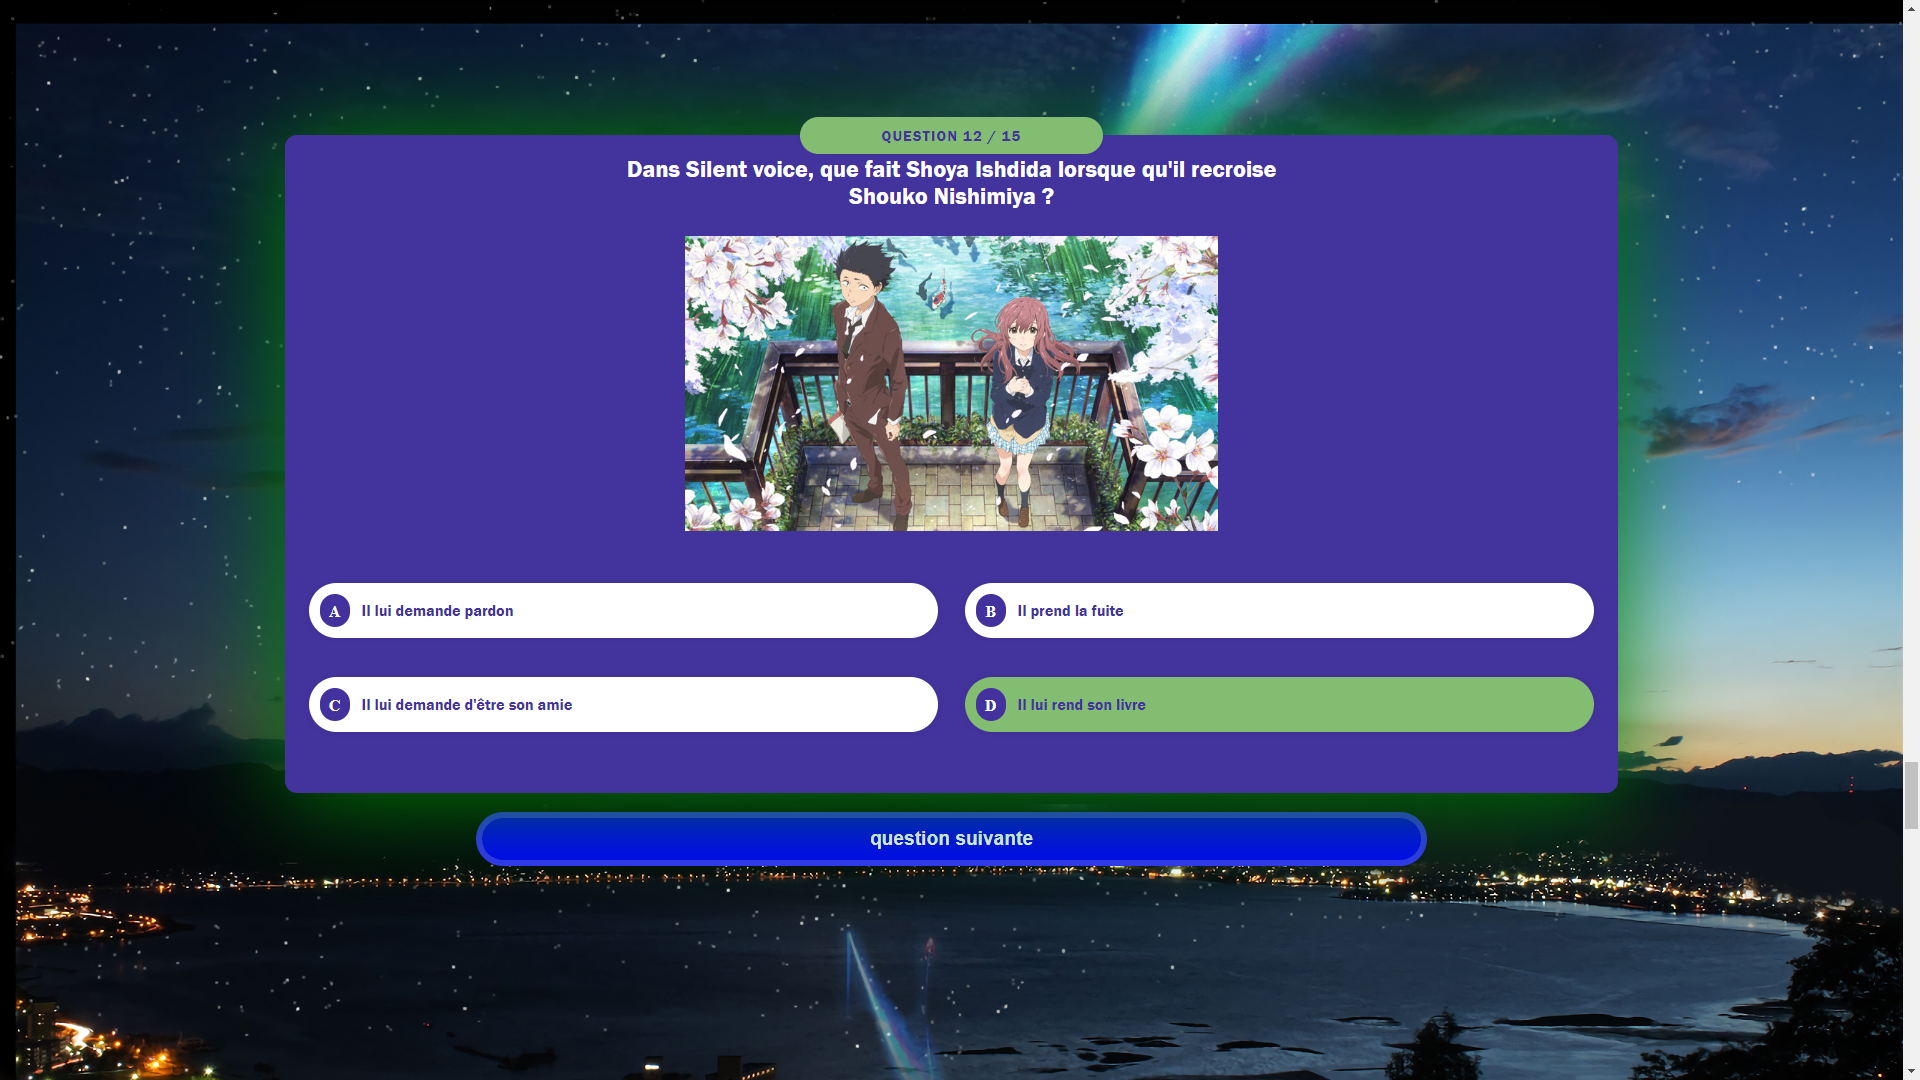 QUESTION 12 / 15
Dans Silent voice, que fait Shoya Ishdida lorsque qu'il recroise
Shouko Nishimiya ?
A Il lui demande pardon
B Il prend la fuite
C Il lui demande d'être son amie
D Il lui rend son livre
question suivante